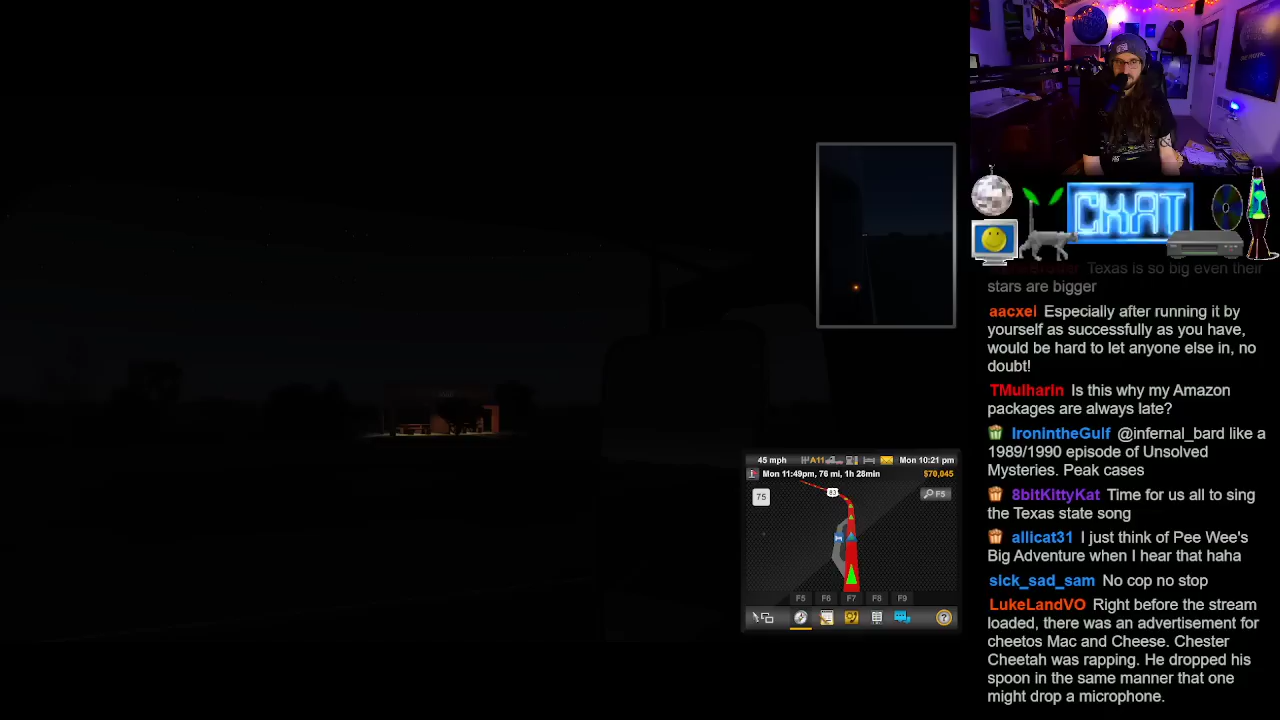 CHAT
Texas is so big even their
stars are bigger
aacxel Especially after running it by
yourself as successfully as you have,
would be hard to let anyone else in, no
doubt!
TMulharin Is this why my Amazon
packages are always late?
IronintheGulf @infernal_bard like a
1989/1990 episode of Unsolved
Mysteries. Peak cases
8bitKittyKat Time for us all to sing
the Texas state song
allicat31 I just think of Pee Wee's
Big Adventure when I hear that haha
sick_sad_sam No cop no stop
LukeLandVO Right before the stream
loaded, there was an advertisement for
cheetos Mac and Cheese. Chester
Cheetah was rapping. He dropped his
spoon in the same manner that one
might drop a microphone.
45 mph A11 Mon 10:21 pm
Mon 11:49pm, 76 mi, 1h 28min $70,045
75 83 F5
F5 F6 F7 F8 F9
?